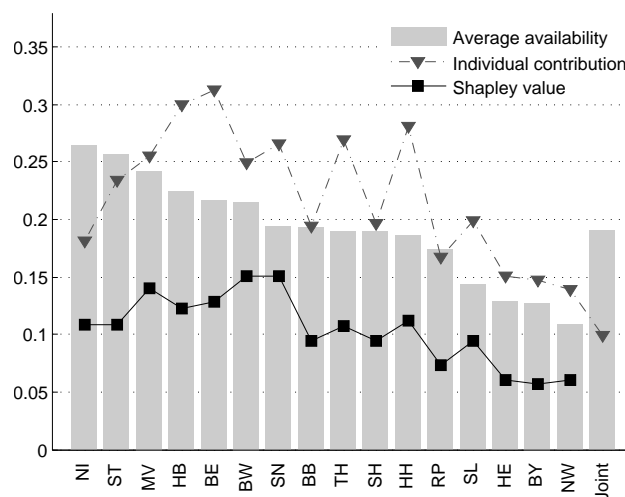 0.35
0.3
0.25
0.2
0.15
0.1
0.05
0
Average availability
Individual contribution
Shapley value
NI ST MV HB BE BW SN BB TH SH HH RP SL HE BY NW Joint